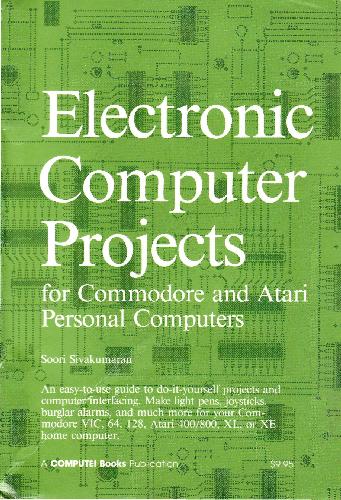 Electronic
Computer
Projects
for Commodore and Atari
Personal Computers
Soori Sivakumaran
An easy-to-use guide to do-it-yourself projects and
computer interfacing. Make light pens, joysticks,
burglar alarms, and much more for your Com-
modore VIC, 64, 128, Atari 400/800, XL, or XE
home computer.
A COMPUTE! Books Publication $9.95